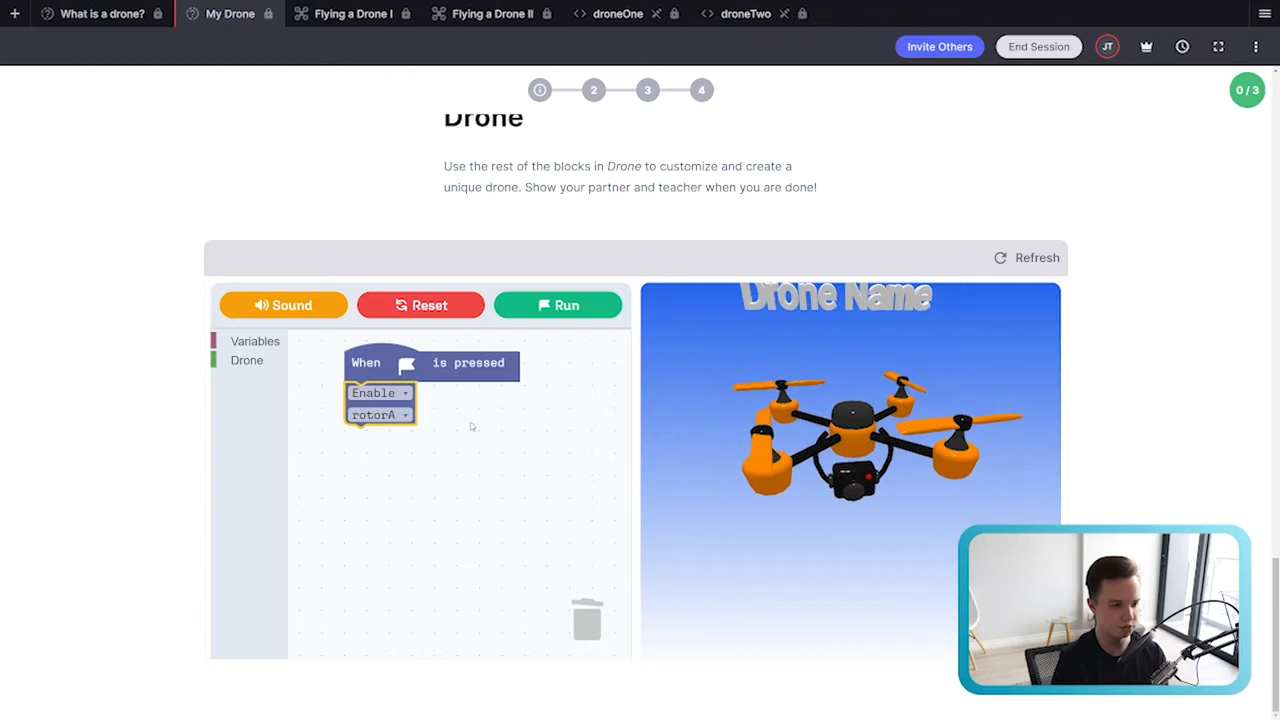 What is a drone?
My Drone
Flying a Drone I
Flying a Drone II
droneOne
droneTwo
Invite Others
End Session
JT
2
3
4
0 / 3
Drone
Use the rest of the blocks in Drone to customize and create a
unique drone. Show your partner and teacher when you are done!
Refresh
Sound
Reset
Run
Drone Name
Variables
Drone
When is pressed
Enable
rotorA